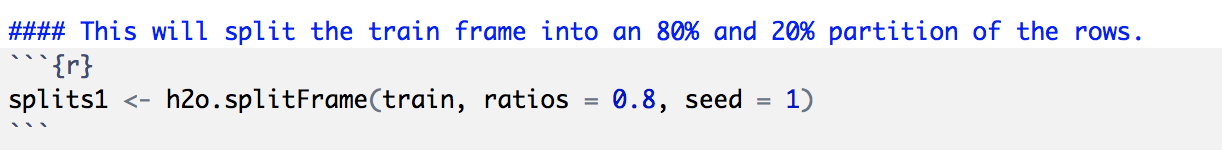 #### This will split the train frame into an 80% and 20% partition of the rows.
```{r}
splits1 <- h2o.splitFrame(train, ratios = 0.8, seed = 1)
```